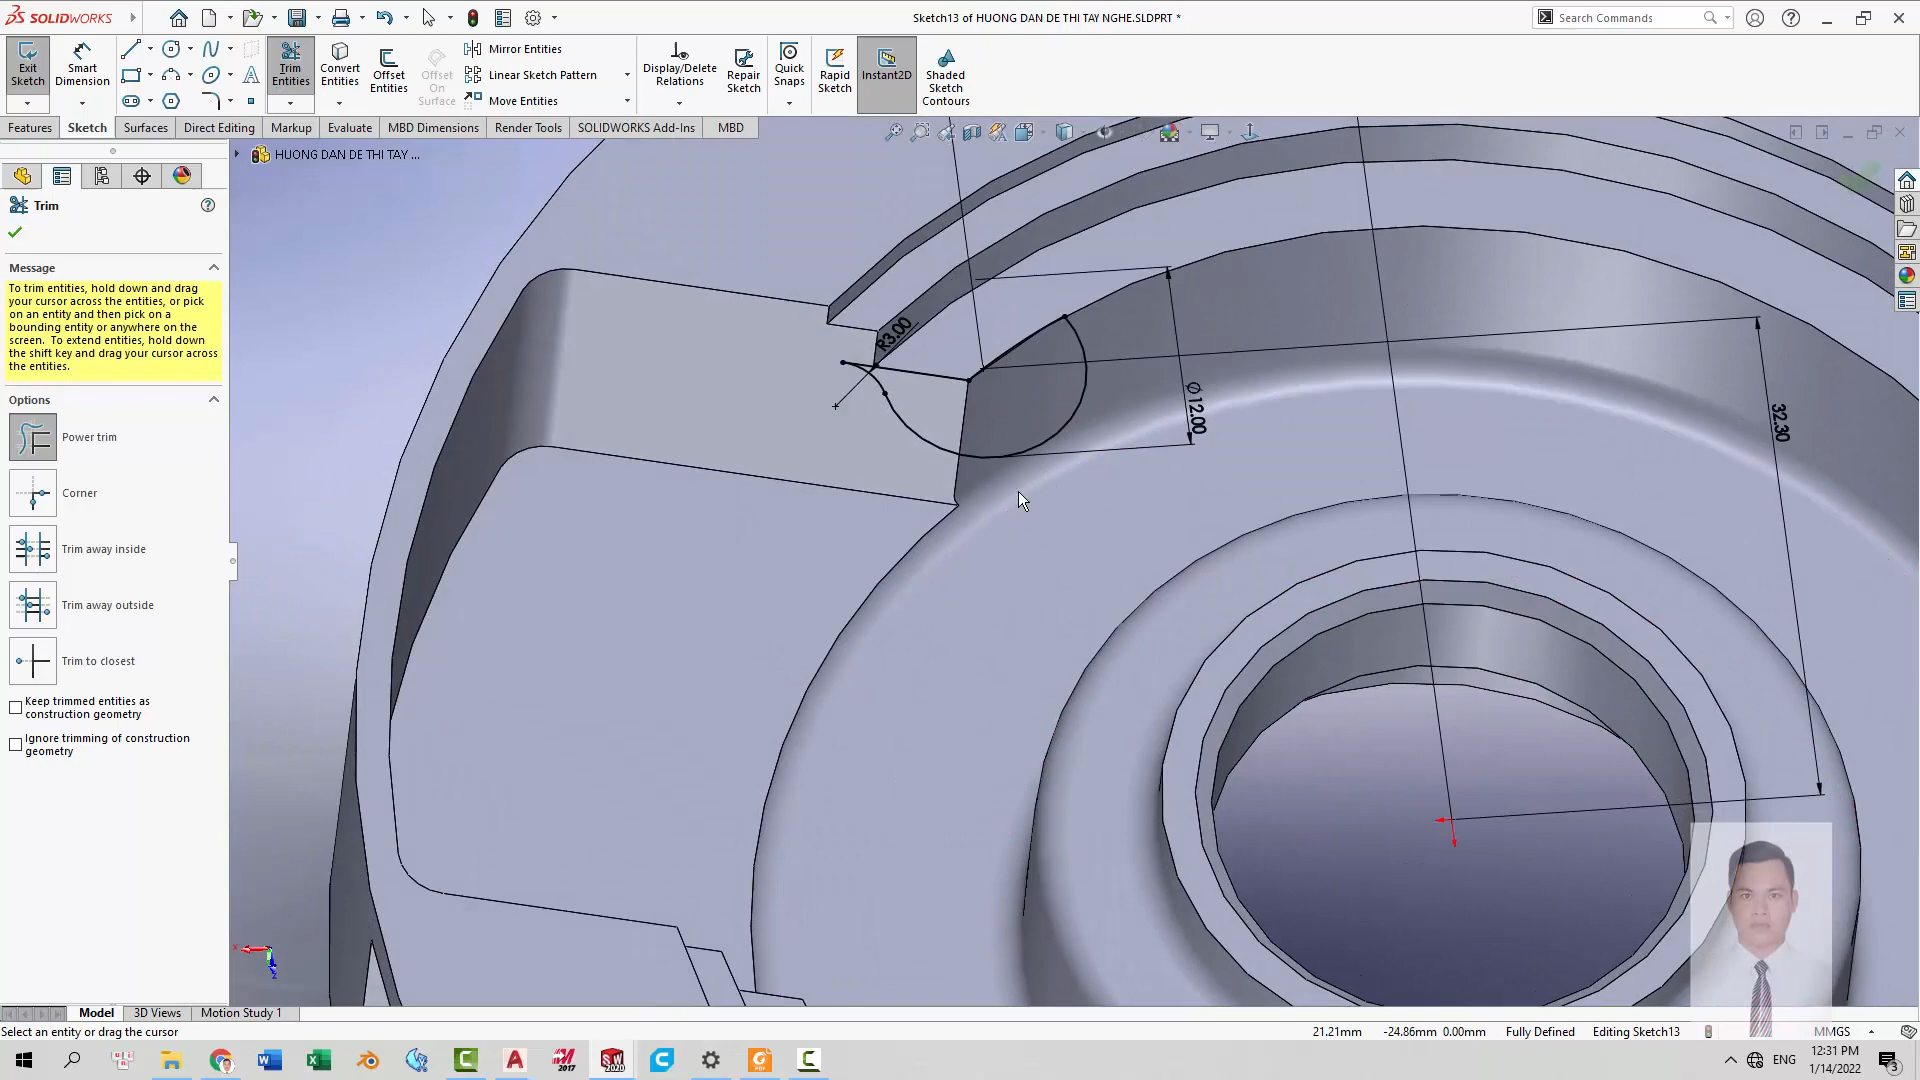 SOLIDWORKS
Sketch13 of HUONG DAN DE THI TAY NGHE.SLDPRT *
Search Commands
Exit Sketch
Smart Dimension
Trim Entities
Convert Entities
Offset Entities
Offset On Surface
Mirror Entities
Linear Sketch Pattern
Move Entities
Display/Delete Relations
Repair Sketch
Quick Snaps
Rapid Sketch
Instant2D
Shaded Sketch Contours
Features
Sketch
Surfaces
Direct Editing
Markup
Evaluate
MBD Dimensions
Render Tools
SOLIDWORKS Add-Ins
MBD
HUONG DAN DE THI TAY ...
Trim
Message
To trim entities, hold down and drag
your cursor across the entities, or pick
on an entity and then pick on a
bounding entity or anywhere on the
screen. To extend entities, hold down
the shift key and drag your cursor across
the entities.
Options
Power trim
Corner
Trim away inside
Trim away outside
Trim to closest
Keep trimmed entities as
construction geometry
Ignore trimming of construction
geometry
R3.00
Ø12.00
32.30
Model
3D Views
Motion Study 1
Select an entity or drag the cursor
21.21mm
-24.86mm
0.00mm
Fully Defined
Editing Sketch13
MMGS
ENG
12:31 PM
1/14/2022